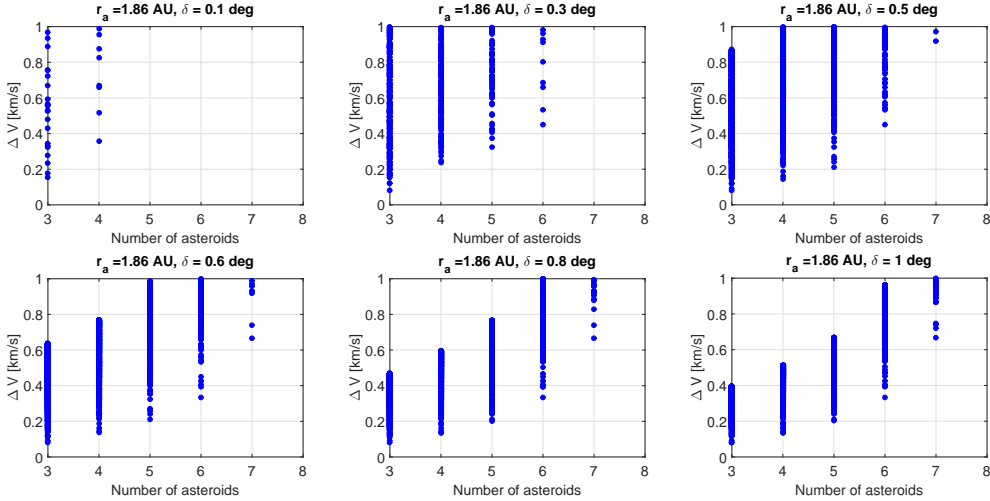 r_a =1.86 AU, δ = 0.1 deg
Δ V [km/s]
1
0.8
0.6
0.4
0.2
0
3 4 5 6 7 8
Number of asteroids
r_a =1.86 AU, δ = 0.3 deg
Δ V [km/s]
1
0.8
0.6
0.4
0.2
0
3 4 5 6 7 8
Number of asteroids
r_a =1.86 AU, δ = 0.5 deg
Δ V [km/s]
1
0.8
0.6
0.4
0.2
0
3 4 5 6 7 8
Number of asteroids
r_a =1.86 AU, δ = 0.6 deg
Δ V [km/s]
1
0.8
0.6
0.4
0.2
0
3 4 5 6 7 8
Number of asteroids
r_a =1.86 AU, δ = 0.8 deg
Δ V [km/s]
1
0.8
0.6
0.4
0.2
0
3 4 5 6 7 8
Number of asteroids
r_a =1.86 AU, δ = 1 deg
Δ V [km/s]
1
0.8
0.6
0.4
0.2
0
3 4 5 6 7 8
Number of asteroids